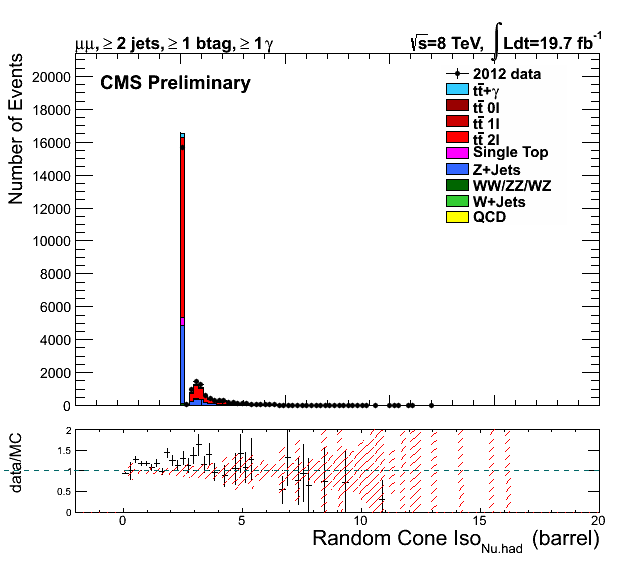 μμ, ≥ 2 jets, ≥ 1 btag, ≥ 1γ
√s=8 TeV, ∫ Ldt=19.7 fb⁻¹
CMS Preliminary
2012 data
tt̄+γ
tt̄ 0l
tt̄ 1l
tt̄ 2l
Single Top
Z+Jets
WW/ZZ/WZ
W+Jets
QCD
Number of Events
20000
18000
16000
14000
12000
10000
8000
6000
4000
2000
0
data/MC
2
1.5
1
0.5
0
0 5 10 15 20
Random Cone Iso_Nu.had (barrel)